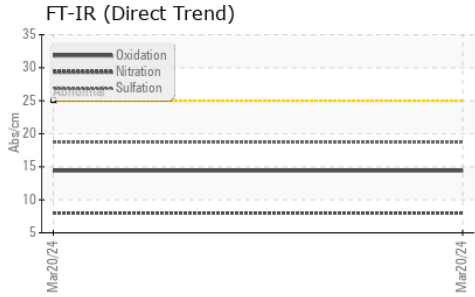 FT-IR (Direct Trend)
35
30
25
20
15
10
5
Abs/cm
Oxidation
Nitration
Sulfation
Abnormal
Mar20/24
Mar20/24